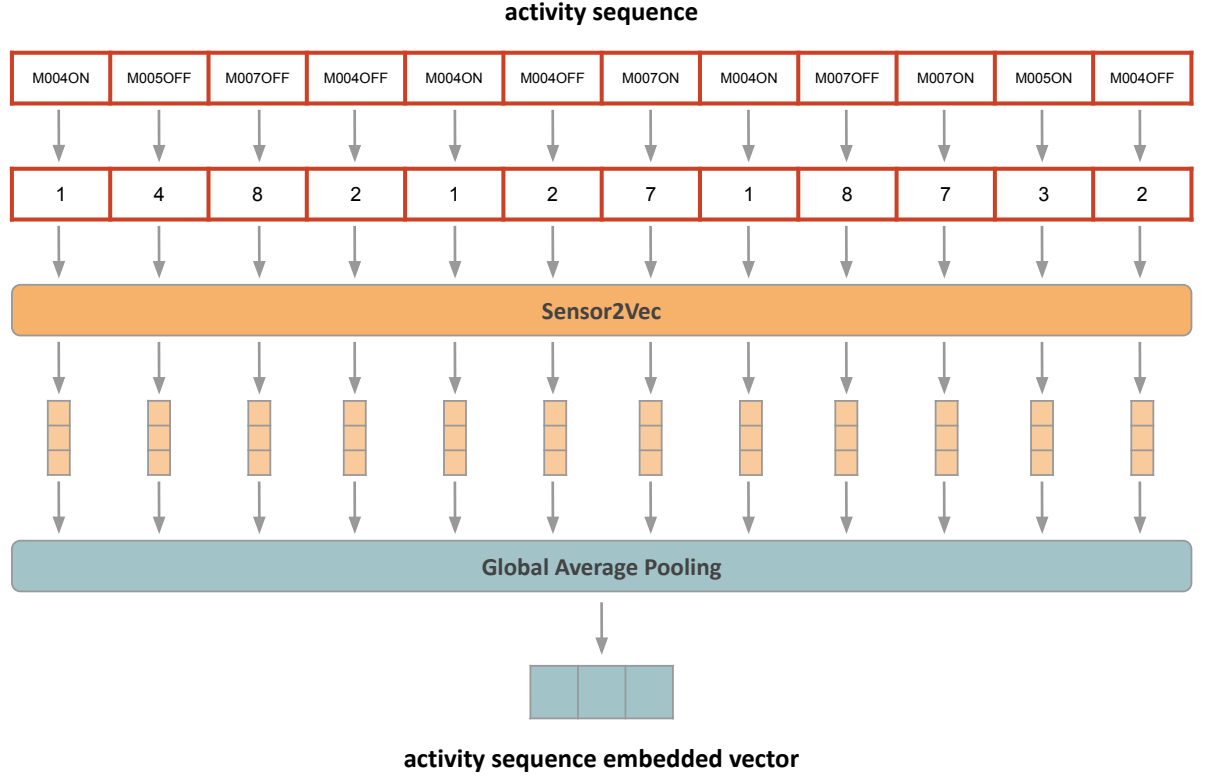 activity sequence
M004ON M005OFF M007OFF M004OFF M004ON M004OFF M007ON M004ON M007OFF M007ON M005ON M004OFF
1 4 8 2 1 2 7 1 8 7 3 2
Sensor2Vec
Global Average Pooling
activity sequence embedded vector